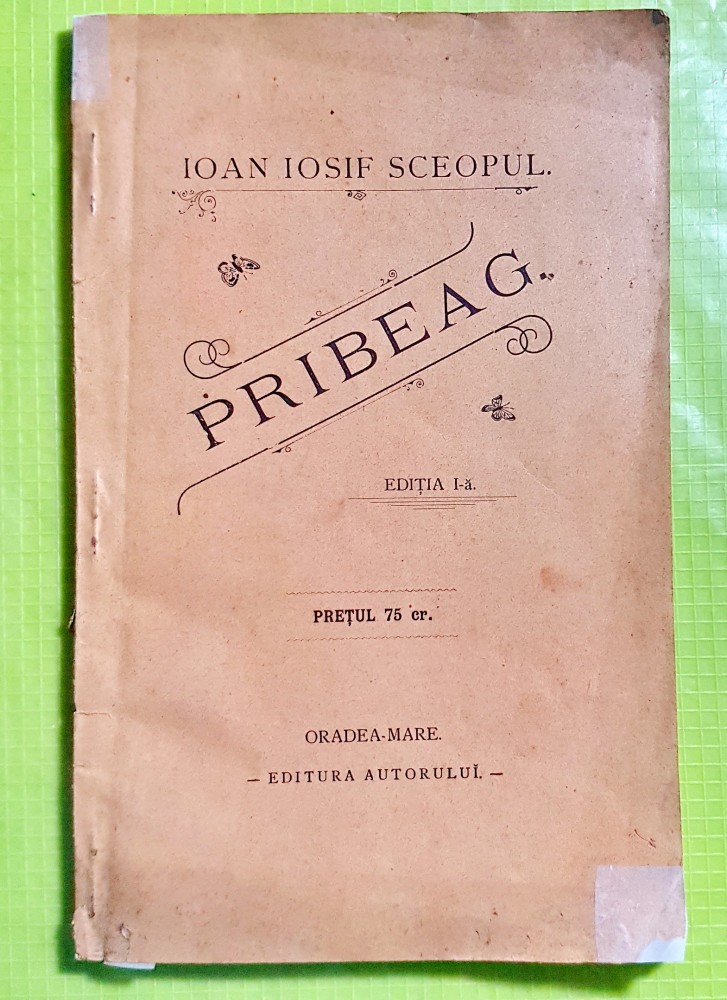 IOAN IOSIF SCEOPUL.
PRIBEAG.
EDIȚIA I-ă.
PREȚUL 75 cr.
ORADEA-MARE.
— EDITURA AUTORULUĬ. —